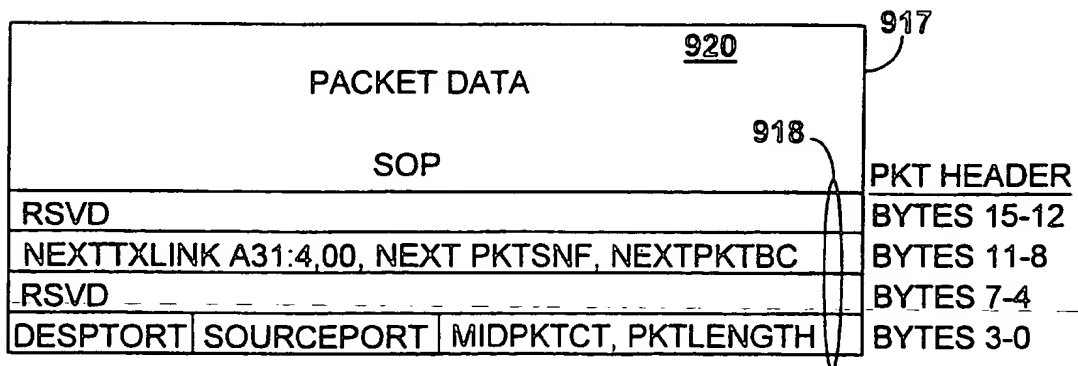 917
920
PACKET DATA
918
SOP
PKT HEADER
RSVD
BYTES 15-12
NEXTTXLINK A31:4,00, NEXT PKTSNF, NEXTPKTBC
BYTES 11-8
RSVD
BYTES 7-4
DESPTORT SOURCEPORT MIDPKTCT, PKTLENGTH
BYTES 3-0